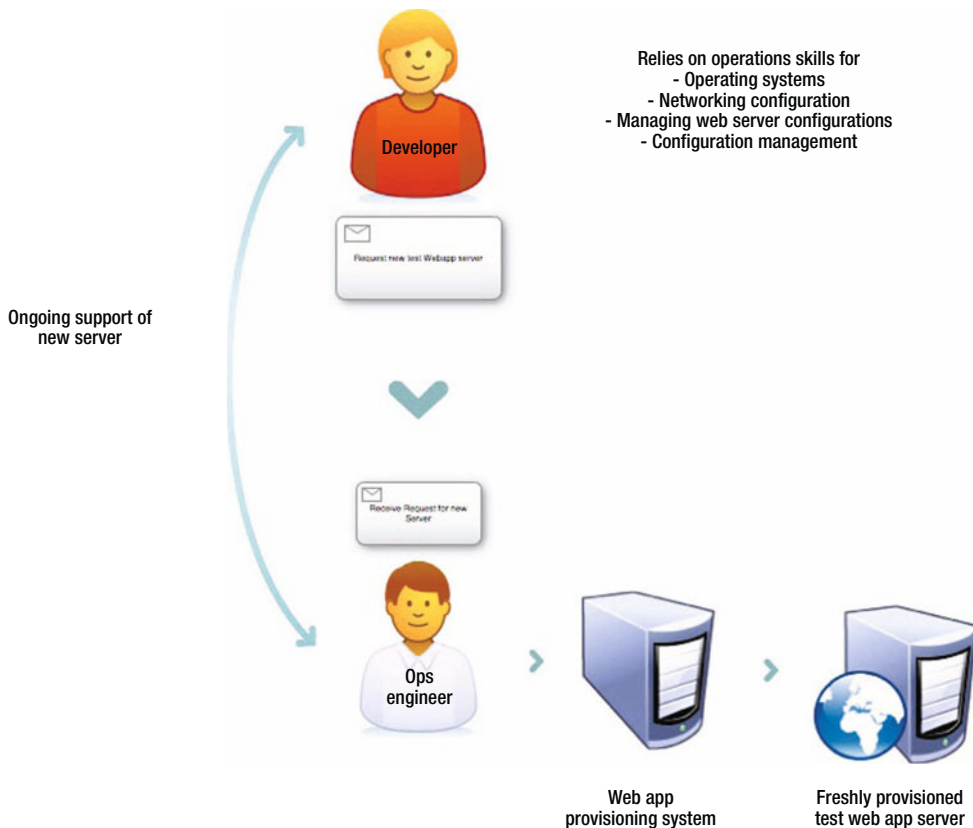 Relies on operations skills for
- Operating systems
- Networking configuration
- Managing web server configurations
- Configuration management
Developer
Request new test Webapp server
Ongoing support of
new server
Receive Request for new
Server
Ops
engineer
Web app
provisioning system
Freshly provisioned
test web app server